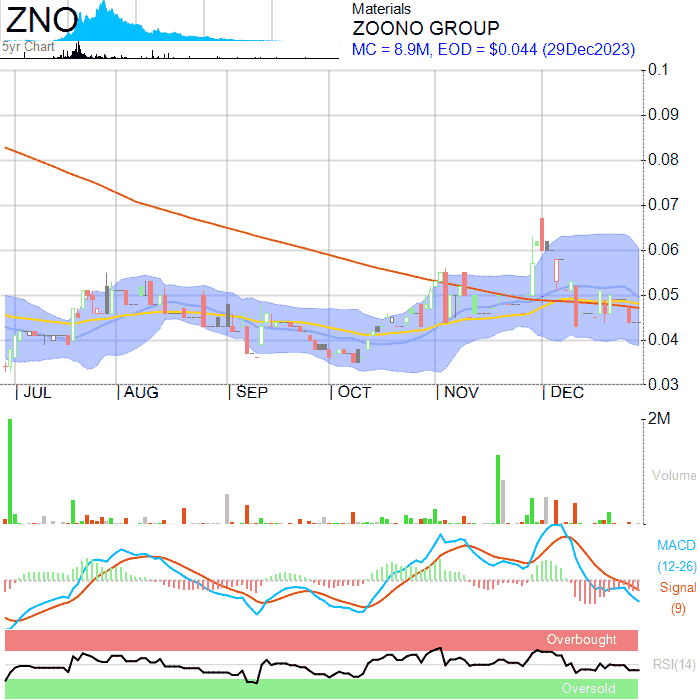 ZNO
5yr Chart
Materials
ZOONO GROUP
MC = 8.9M, EOD = $0.044 (29Dec2023)
0.1
0.09
0.08
0.07
0.06
0.05
0.04
0.03
JUL
AUG
SEP
OCT
NOV
DEC
2M
Volume
MACD
(12-26)
Signal
(9)
Overbought
RSI(14)
Oversold